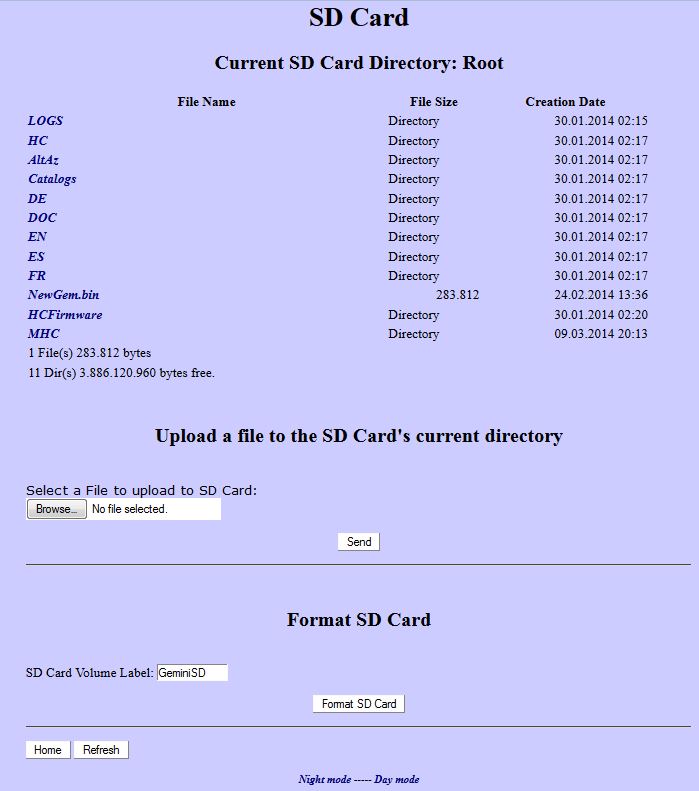 SD Card
Current SD Card Directory: Root
File Name File Size Creation Date
LOGS Directory 30.01.2014 02:15
HC Directory 30.01.2014 02:17
AltAz Directory 30.01.2014 02:17
Catalogs Directory 30.01.2014 02:17
DE Directory 30.01.2014 02:17
DOC Directory 30.01.2014 02:17
EN Directory 30.01.2014 02:17
ES Directory 30.01.2014 02:17
FR Directory 30.01.2014 02:17
NewGem.bin 283.812 24.02.2014 13:36
HCFirmware Directory 30.01.2014 02:20
MHC Directory 09.03.2014 20:13
1 File(s) 283.812 bytes
11 Dir(s) 3.886.120.960 bytes free.
Upload a file to the SD Card's current directory
Select a File to upload to SD Card:
Browse... No file selected.
Send
Format SD Card
SD Card Volume Label: GeminiSD
Format SD Card
Home Refresh
Night mode ----- Day mode